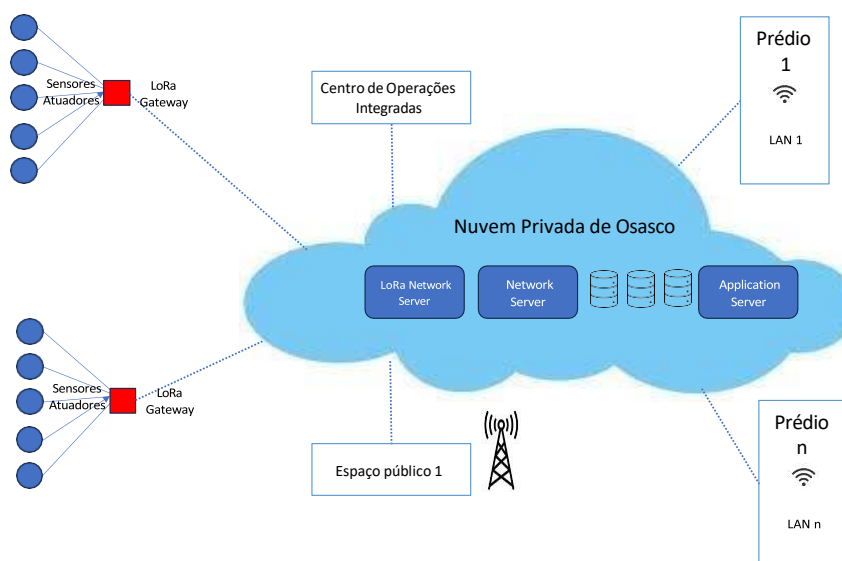 Sensores
Atuadores
LoRa
Gateway
Centro de Operações
Integradas
Prédio
1
LAN 1
Nuvem Privada de Osasco
LoRa Network
Server
Network
Server
Application
Server
Sensores
Atuadores
LoRa
Gateway
Espaço público 1
Prédio
n
LAN n